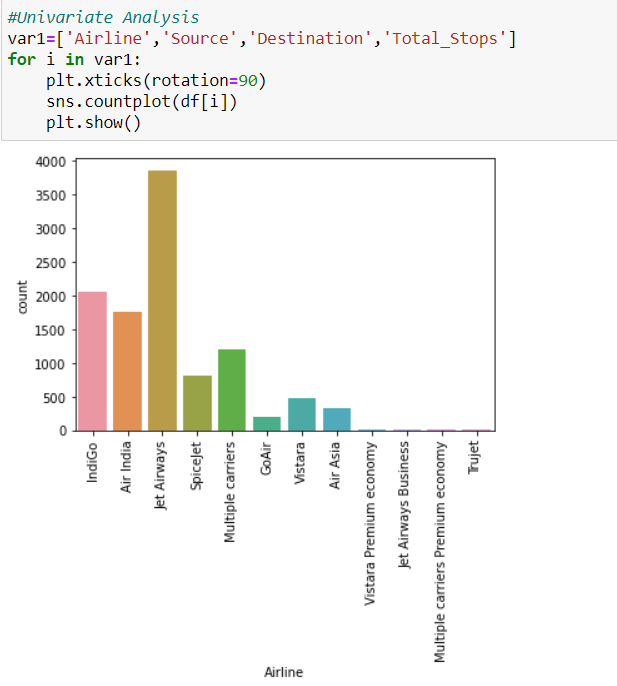 #Univariate Analysis
var1=['Airline','Source','Destination','Total_Stops']
for i in var1:
    plt.xticks(rotation=90)
    sns.countplot(df[i])
    plt.show()
4000
3500
3000
2500
2000
1500
1000
500
0
count
IndiGo
Air India
Jet Airways
SpiceJet
Multiple carriers
GoAir
Vistara
Air Asia
Vistara Premium economy
Jet Airways Business
Multiple carriers Premium economy
Trujet
Airline